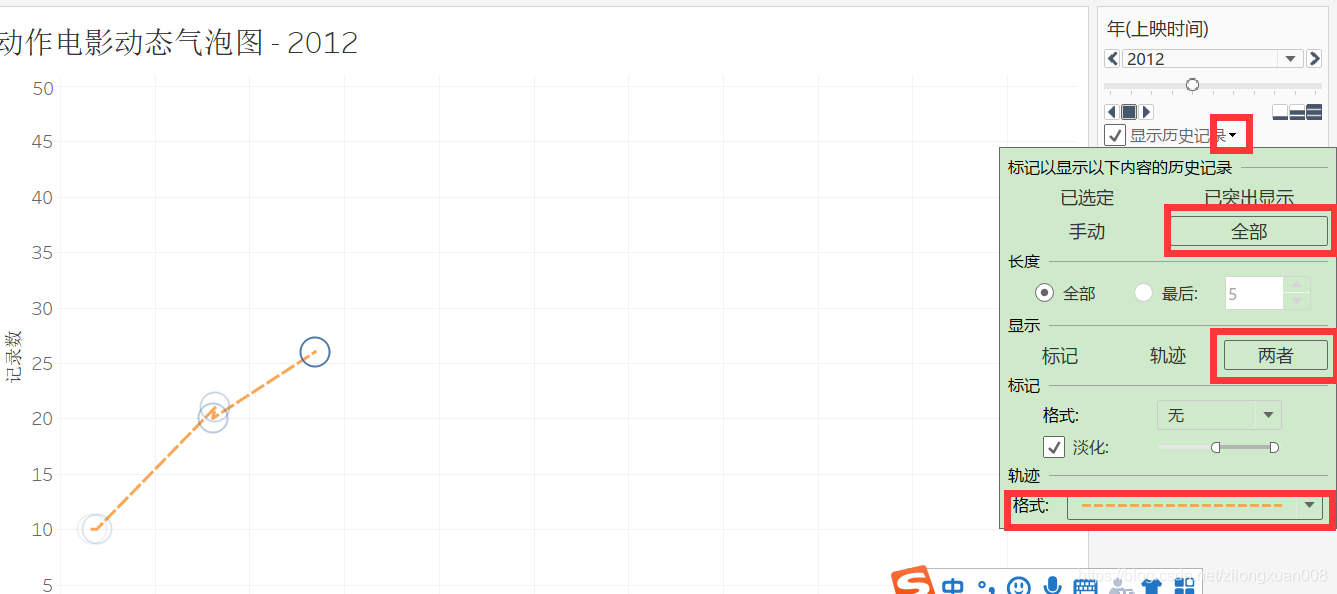 动作电影动态气泡图 - 2012
年(上映时间)
2012
显示历史记录
标记以显示以下内容的历史记录
已选定 已突出显示
手动 全部
长度
全部 最后: 5
显示
标记 轨迹 两者
标记
格式: 无
淡化:
轨迹
格式:
50
45
40
35
30
25
20
15
10
5
记录数
中
https://blog.csdn.net/zilongxuan008